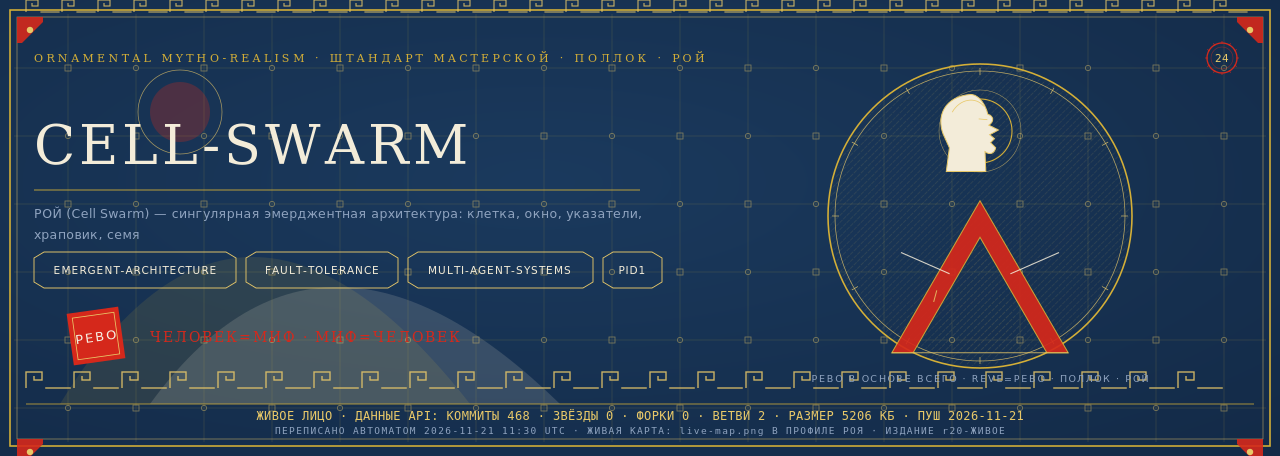 ORNAMENTAL MYTHO-REALISM · ШТАНДАРТ МАСТЕРСКОЙ · ПОЛЛОК · РОЙ
24
CELL-SWARM
РОЙ (Cell Swarm) — сингулярная эмерджентная архитектура: клетка, окно, указатели,
храповик, семя
EMERGENT-ARCHITECTURE FAULT-TOLERANCE MULTI-AGENT-SYSTEMS PID1
РЕВО
ЧЕЛОВЕК=МИФ · МИФ=ЧЕЛОВЕК
РЕВО В ОСНОВЕ ВСЕГО · REVE=РЕВО · ПОЛЛОК · РОЙ
ЖИВОЕ ЛИЦО · ДАННЫЕ API: КОММИТЫ 468 · ЗВЁЗДЫ 0 · ФОРКИ 0 · ВЕТВИ 2 · РАЗМЕР 5206 КБ · ПУШ 2026-11-21
ПЕРЕПИСАНО АВТОМАТОМ 2026-11-21 11:30 UTC · ЖИВАЯ КАРТА: live-map.png В ПРОФИЛЕ РОЯ · ИЗДАНИЕ r20-ЖИВОЕ